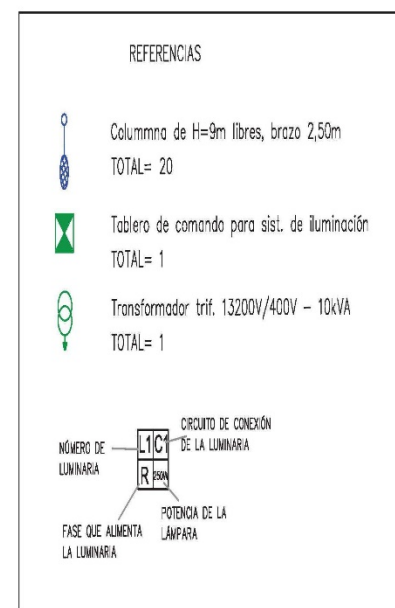 REFERENCIAS
Colummna de H=9m libres, brazo 2,50m
TOTAL= 20
Tablero de comando para sist. de iluminación
TOTAL= 1
Transformador trif. 13200V/400V – 10kVA
TOTAL= 1
CIRCUITO DE CONEXIÓN
DE LA LUMINARIA
NÚMERO DE
LUMINARIA
L1 C1
R 250W
POTENCIA DE LA
LÁMPARA
FASE QUE ALIMENTA
LA LUMINARIA